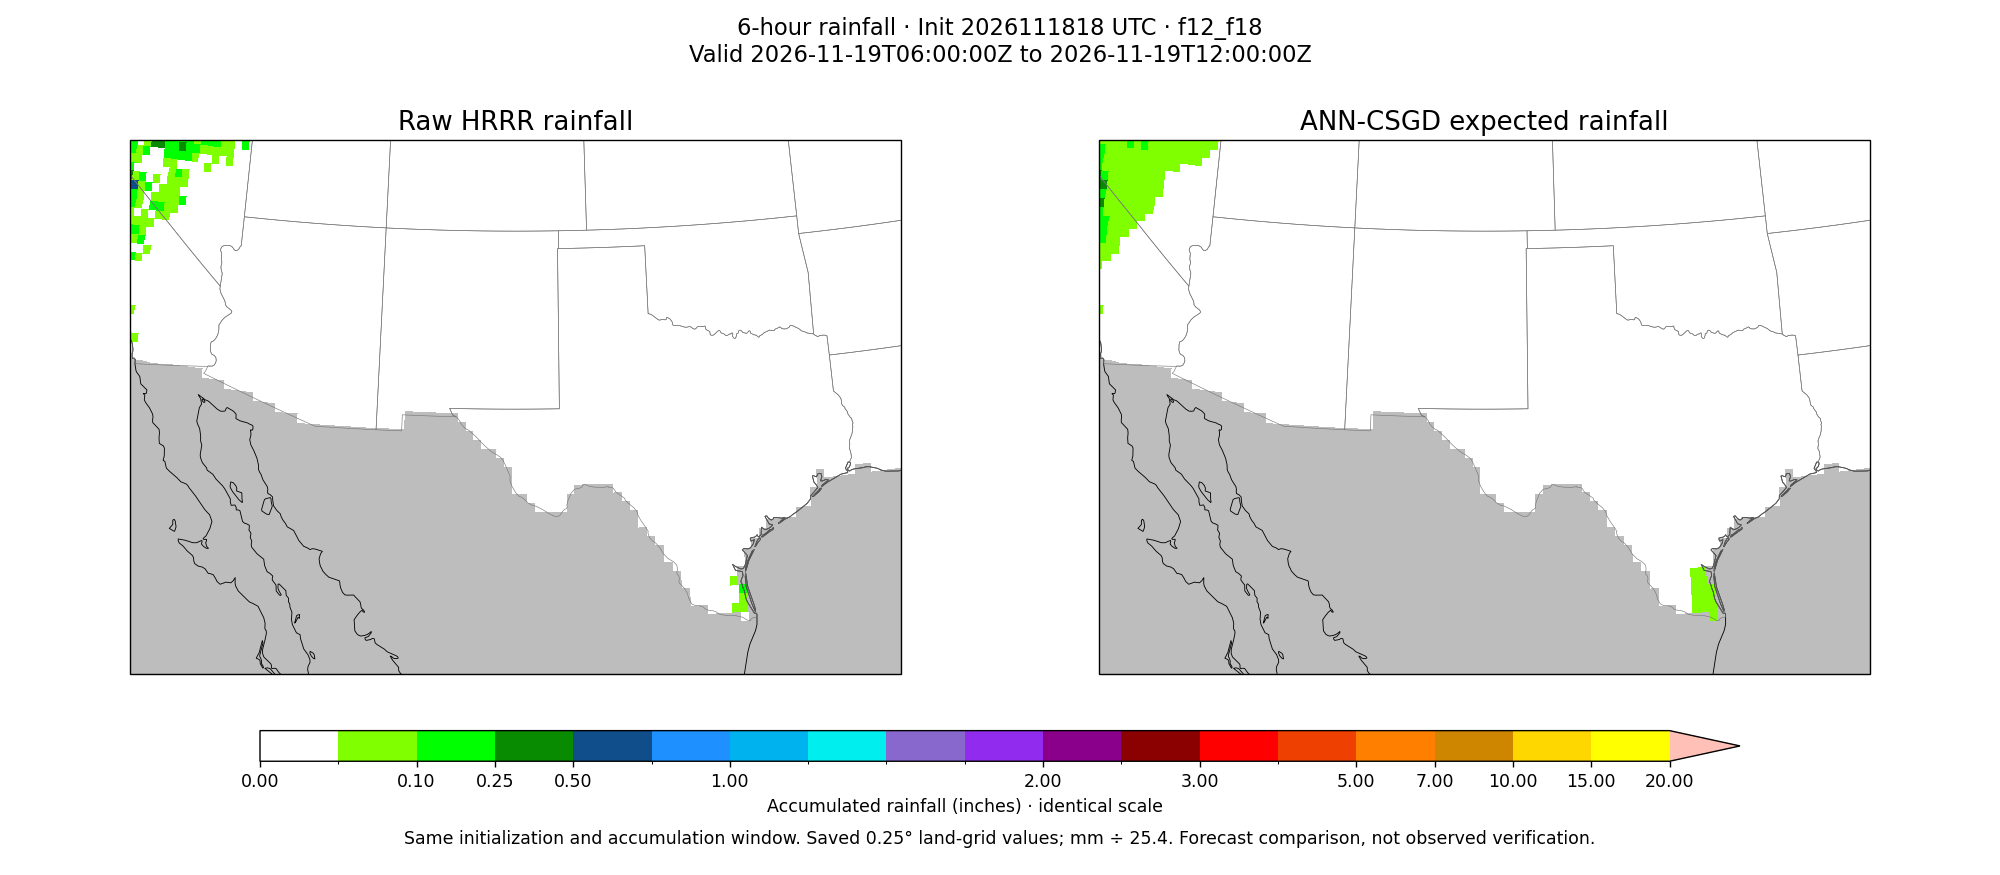 6-hour rainfall · Init 2026111818 UTC · f12_f18
Valid 2026-11-19T06:00:00Z to 2026-11-19T12:00:00Z
Raw HRRR rainfall
ANN-CSGD expected rainfall
0.00 0.10 0.25 0.50 1.00 2.00 3.00 5.00 7.00 10.00 15.00 20.00
Accumulated rainfall (inches) · identical scale
Same initialization and accumulation window. Saved 0.25° land-grid values; mm ÷ 25.4. Forecast comparison, not observed verification.